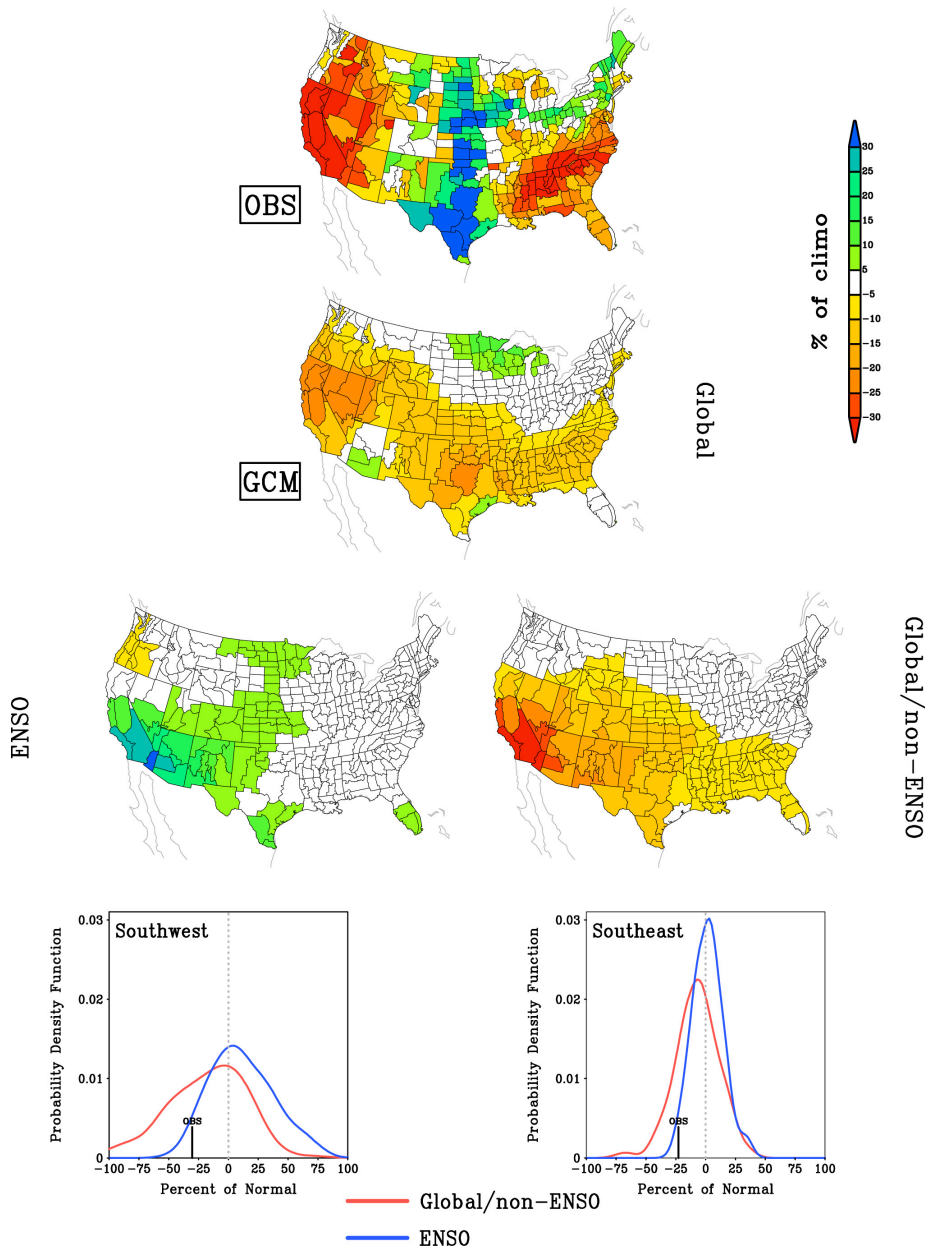 OBS
30
25
20
15
10
5
-5
-10
-15
-20
-25
-30
% of climo
GCM
Global
ENSO
Global/non-ENSO
Southwest
Probability Density Function
0.03
0.02
0.01
0
OBS
-100 -75 -50 -25 0 25 50 75 100
Percent of Normal
Southeast
Probability Density Function
0.03
0.02
0.01
0
OBS
-100 -75 -50 -25 0 25 50 75 100
Percent of Normal
Global/non-ENSO
ENSO